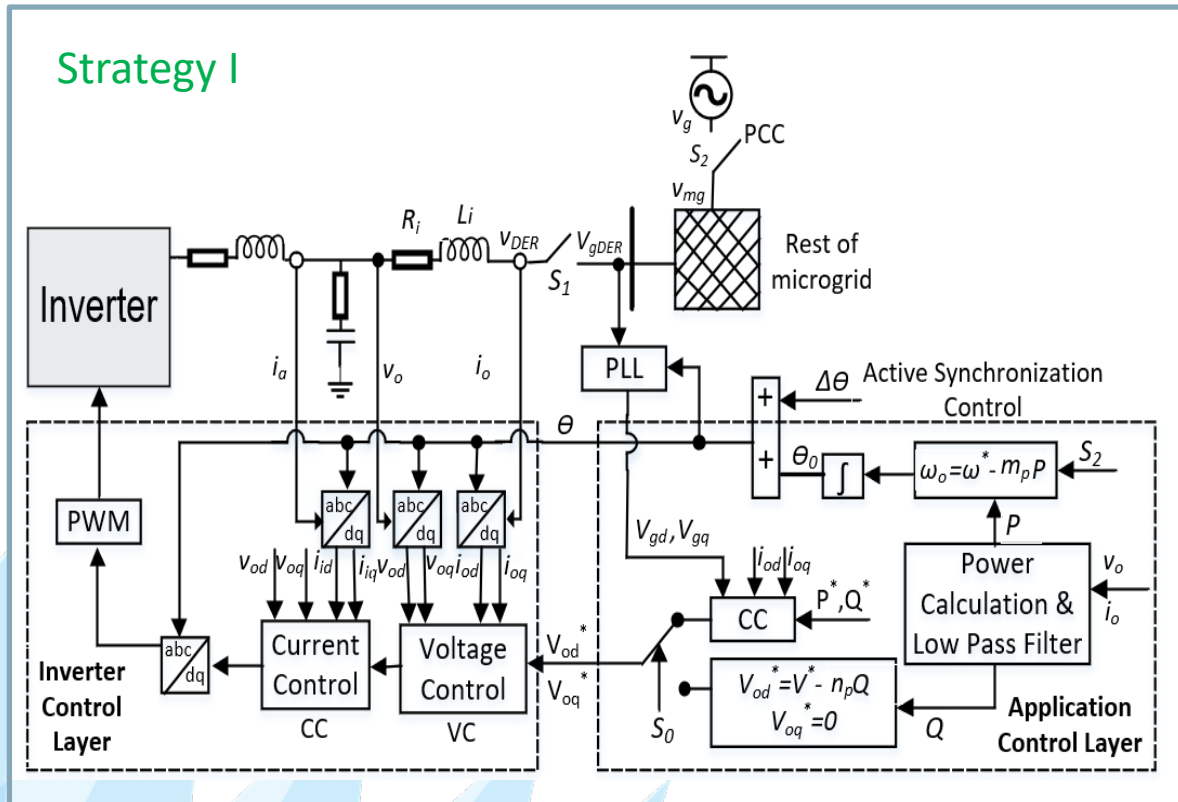 Strategy I
v_g
S_2
PCC
v_mg
R_i
L_i
v_DER
V_gDER
S_1
Rest of
microgrid
Inverter
i_a
v_o
i_o
PLL
Δθ
Active Synchronization
Control
θ
+
+
θ_0
∫
ω_o=ω^*- m_pP
S_2
PWM
abc
dq
abc
dq
abc
dq
P
V_gd,V_gq
v_od
v_oq
i_id
i_iq
v_od
v_oq
i_od
i_oq
i_od
i_oq
CC
P^*,Q^*
Power
Calculation &
Low Pass Filter
v_o
i_o
abc
dq
Current
Control
CC
Voltage
Control
VC
V_od^*
V_oq^*
S_0
V_od^*=V^*- n_pQ
V_oq^*=0
Q
Inverter
Control
Layer
Application
Control Layer